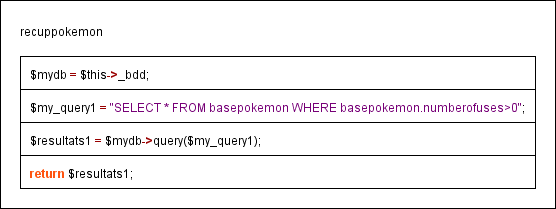 recuppokemon
$mydb = $this->_bdd;
$my_query1 = "SELECT * FROM basepokemon WHERE basepokemon.numberofuses>0";
$resultats1 = $mydb->query($my_query1);
return $resultats1;